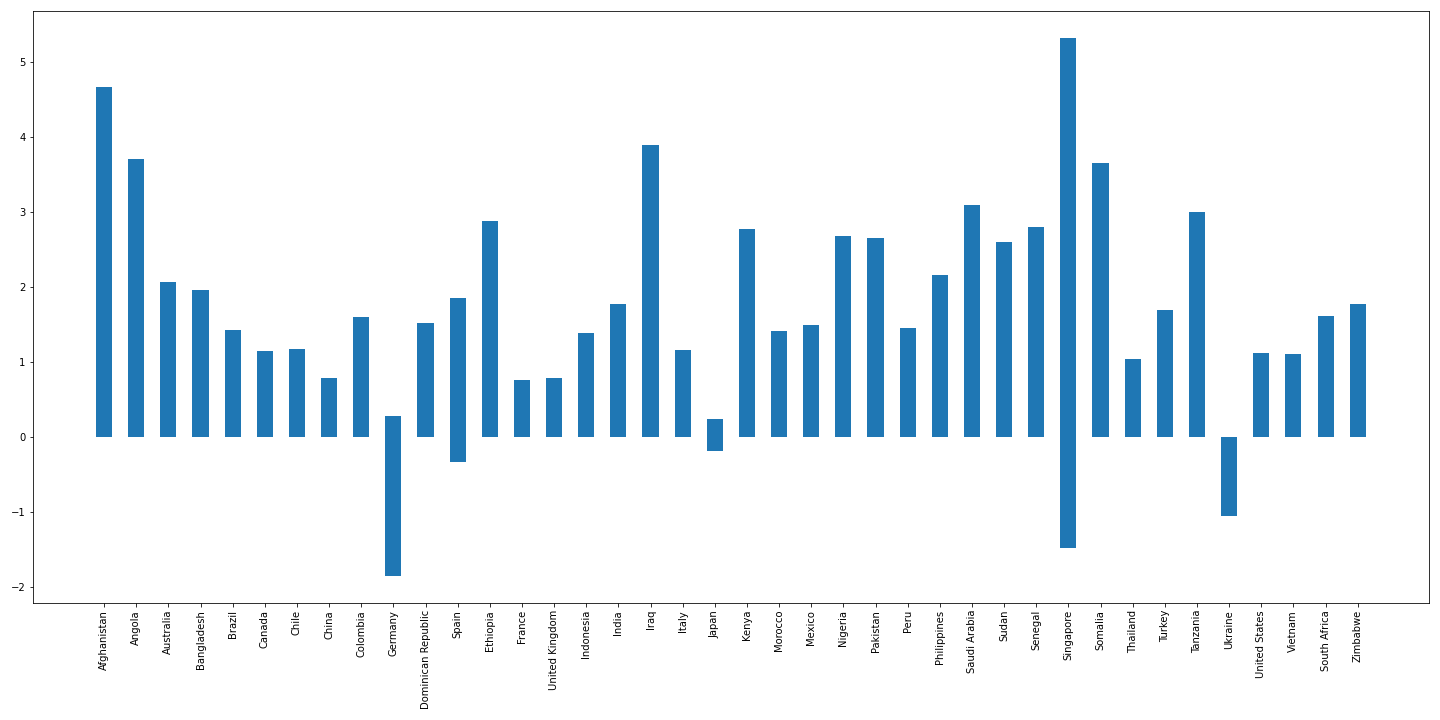 5
4
3
2
1
0
−1
−2
Afghanistan
Angola
Australia
Bangladesh
Brazil
Canada
Chile
China
Colombia
Germany
Dominican Republic
Spain
Ethiopia
France
United Kingdom
Indonesia
India
Iraq
Italy
Japan
Kenya
Morocco
Mexico
Nigeria
Pakistan
Peru
Philippines
Saudi Arabia
Sudan
Senegal
Singapore
Somalia
Thailand
Turkey
Tanzania
Ukraine
United States
Vietnam
South Africa
Zimbabwe